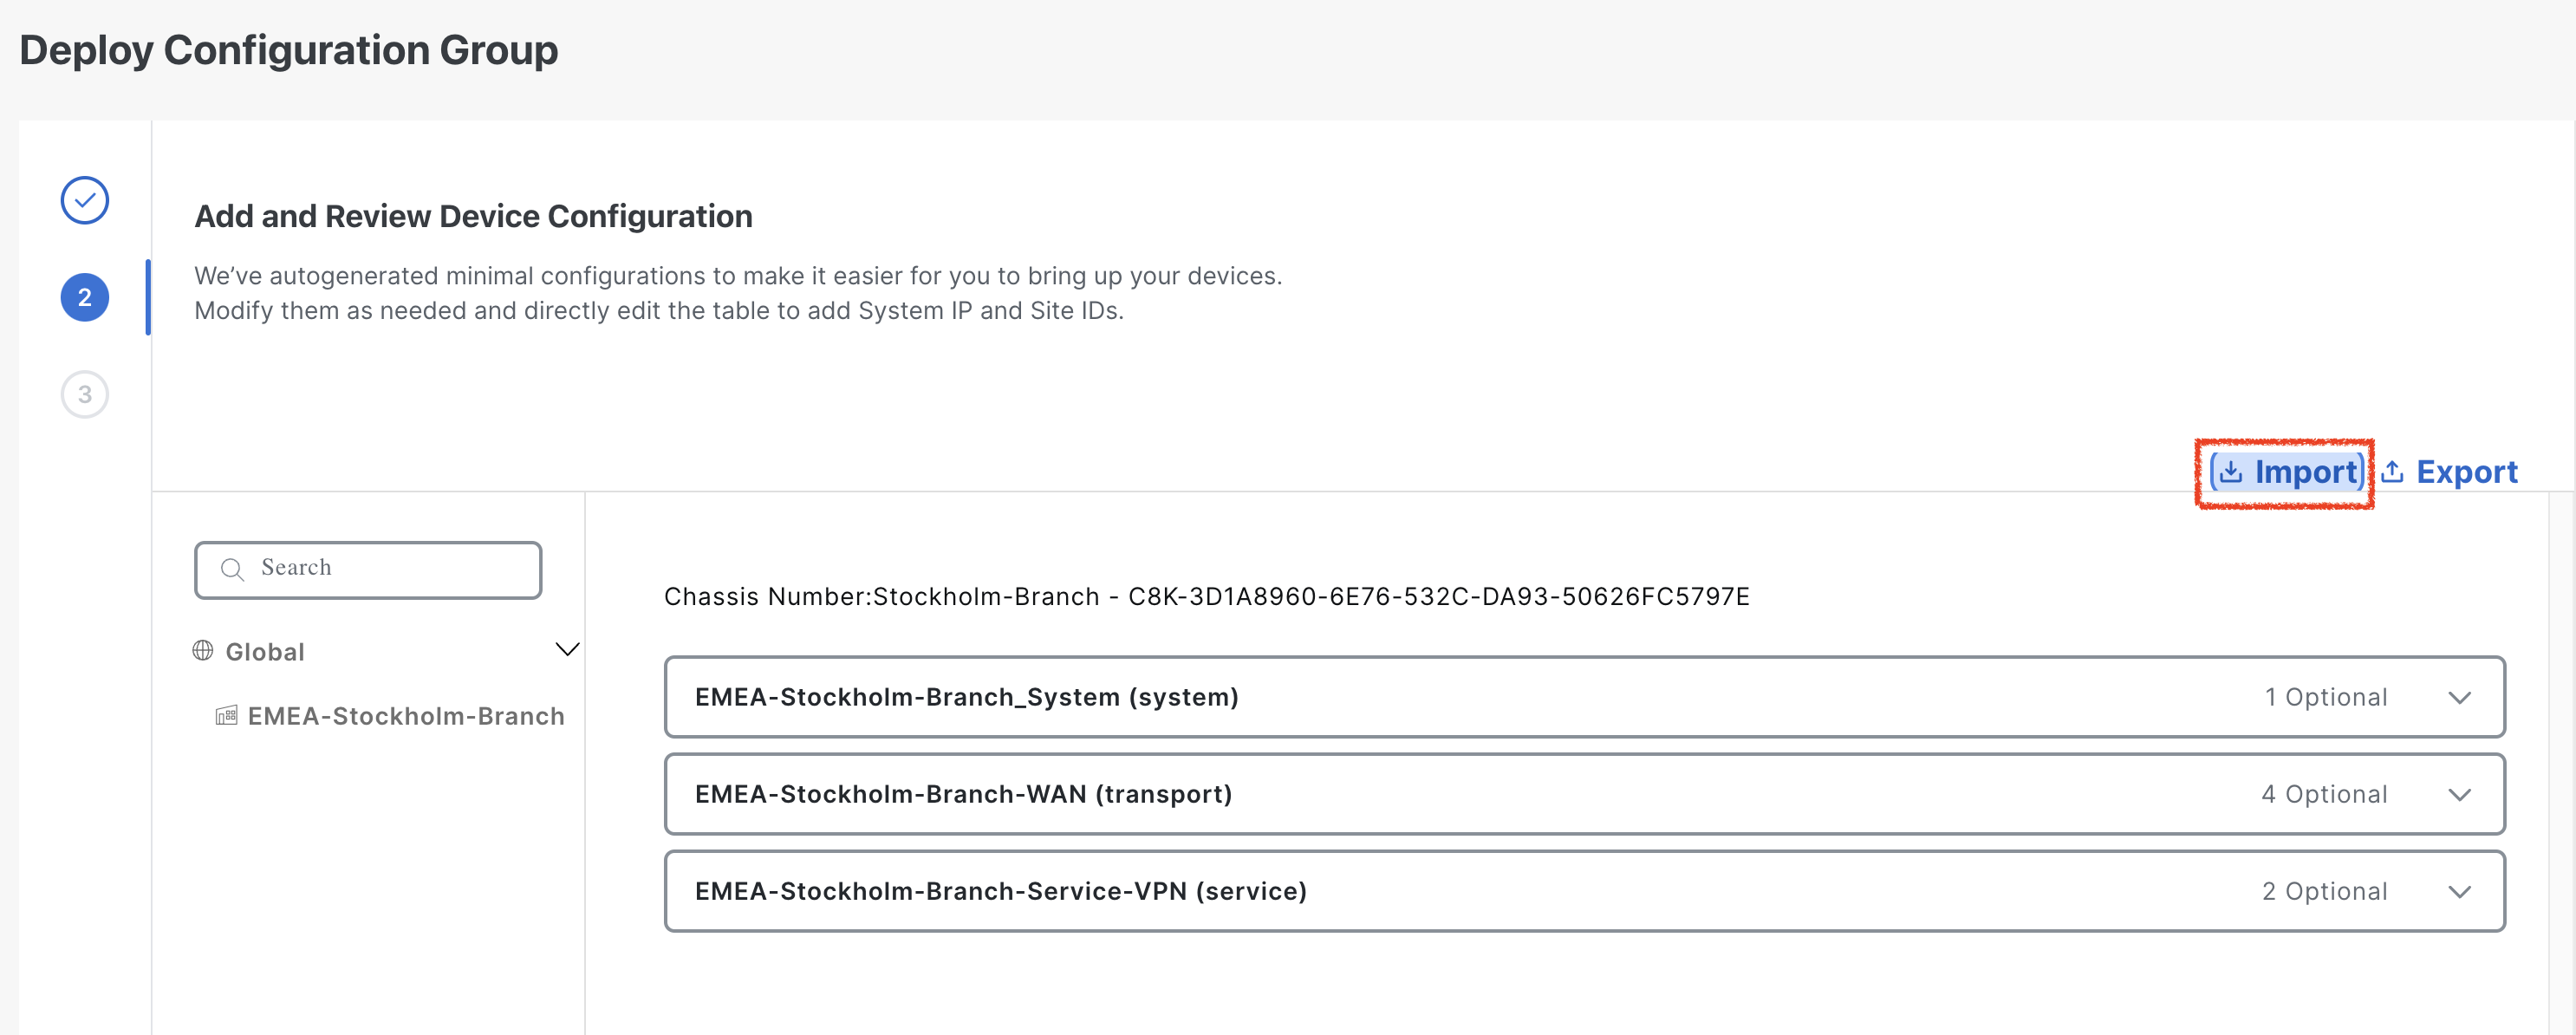 Deploy Configuration Group
Add and Review Device Configuration
We’ve autogenerated minimal configurations to make it easier for you to bring up your devices.
Modify them as needed and directly edit the table to add System IP and Site IDs.
2
3
Import Export
Search
Global
EMEA-Stockholm-Branch
Chassis Number:Stockholm-Branch - C8K-3D1A8960-6E76-532C-DA93-50626FC5797E
EMEA-Stockholm-Branch_System (system) 1 Optional
EMEA-Stockholm-Branch-WAN (transport) 4 Optional
EMEA-Stockholm-Branch-Service-VPN (service) 2 Optional